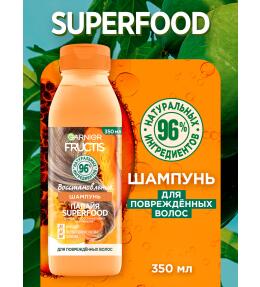 SUPERFOOD
350 мл
GARNIER
FRUCTIS
НАТУРАЛЬНЫХ
96%
ИНГРЕДИЕНТОВ
96%
Восстановление
ШАМПУНЬ
ПАПАЙЯ
SUPERFOOD
ДЛЯ ПОВРЕЖДЁННЫХ ВОЛОС
ШАМПУНЬ
ДЛЯ
ПОВРЕЖДЁННЫХ
ВОЛОС
350 мл